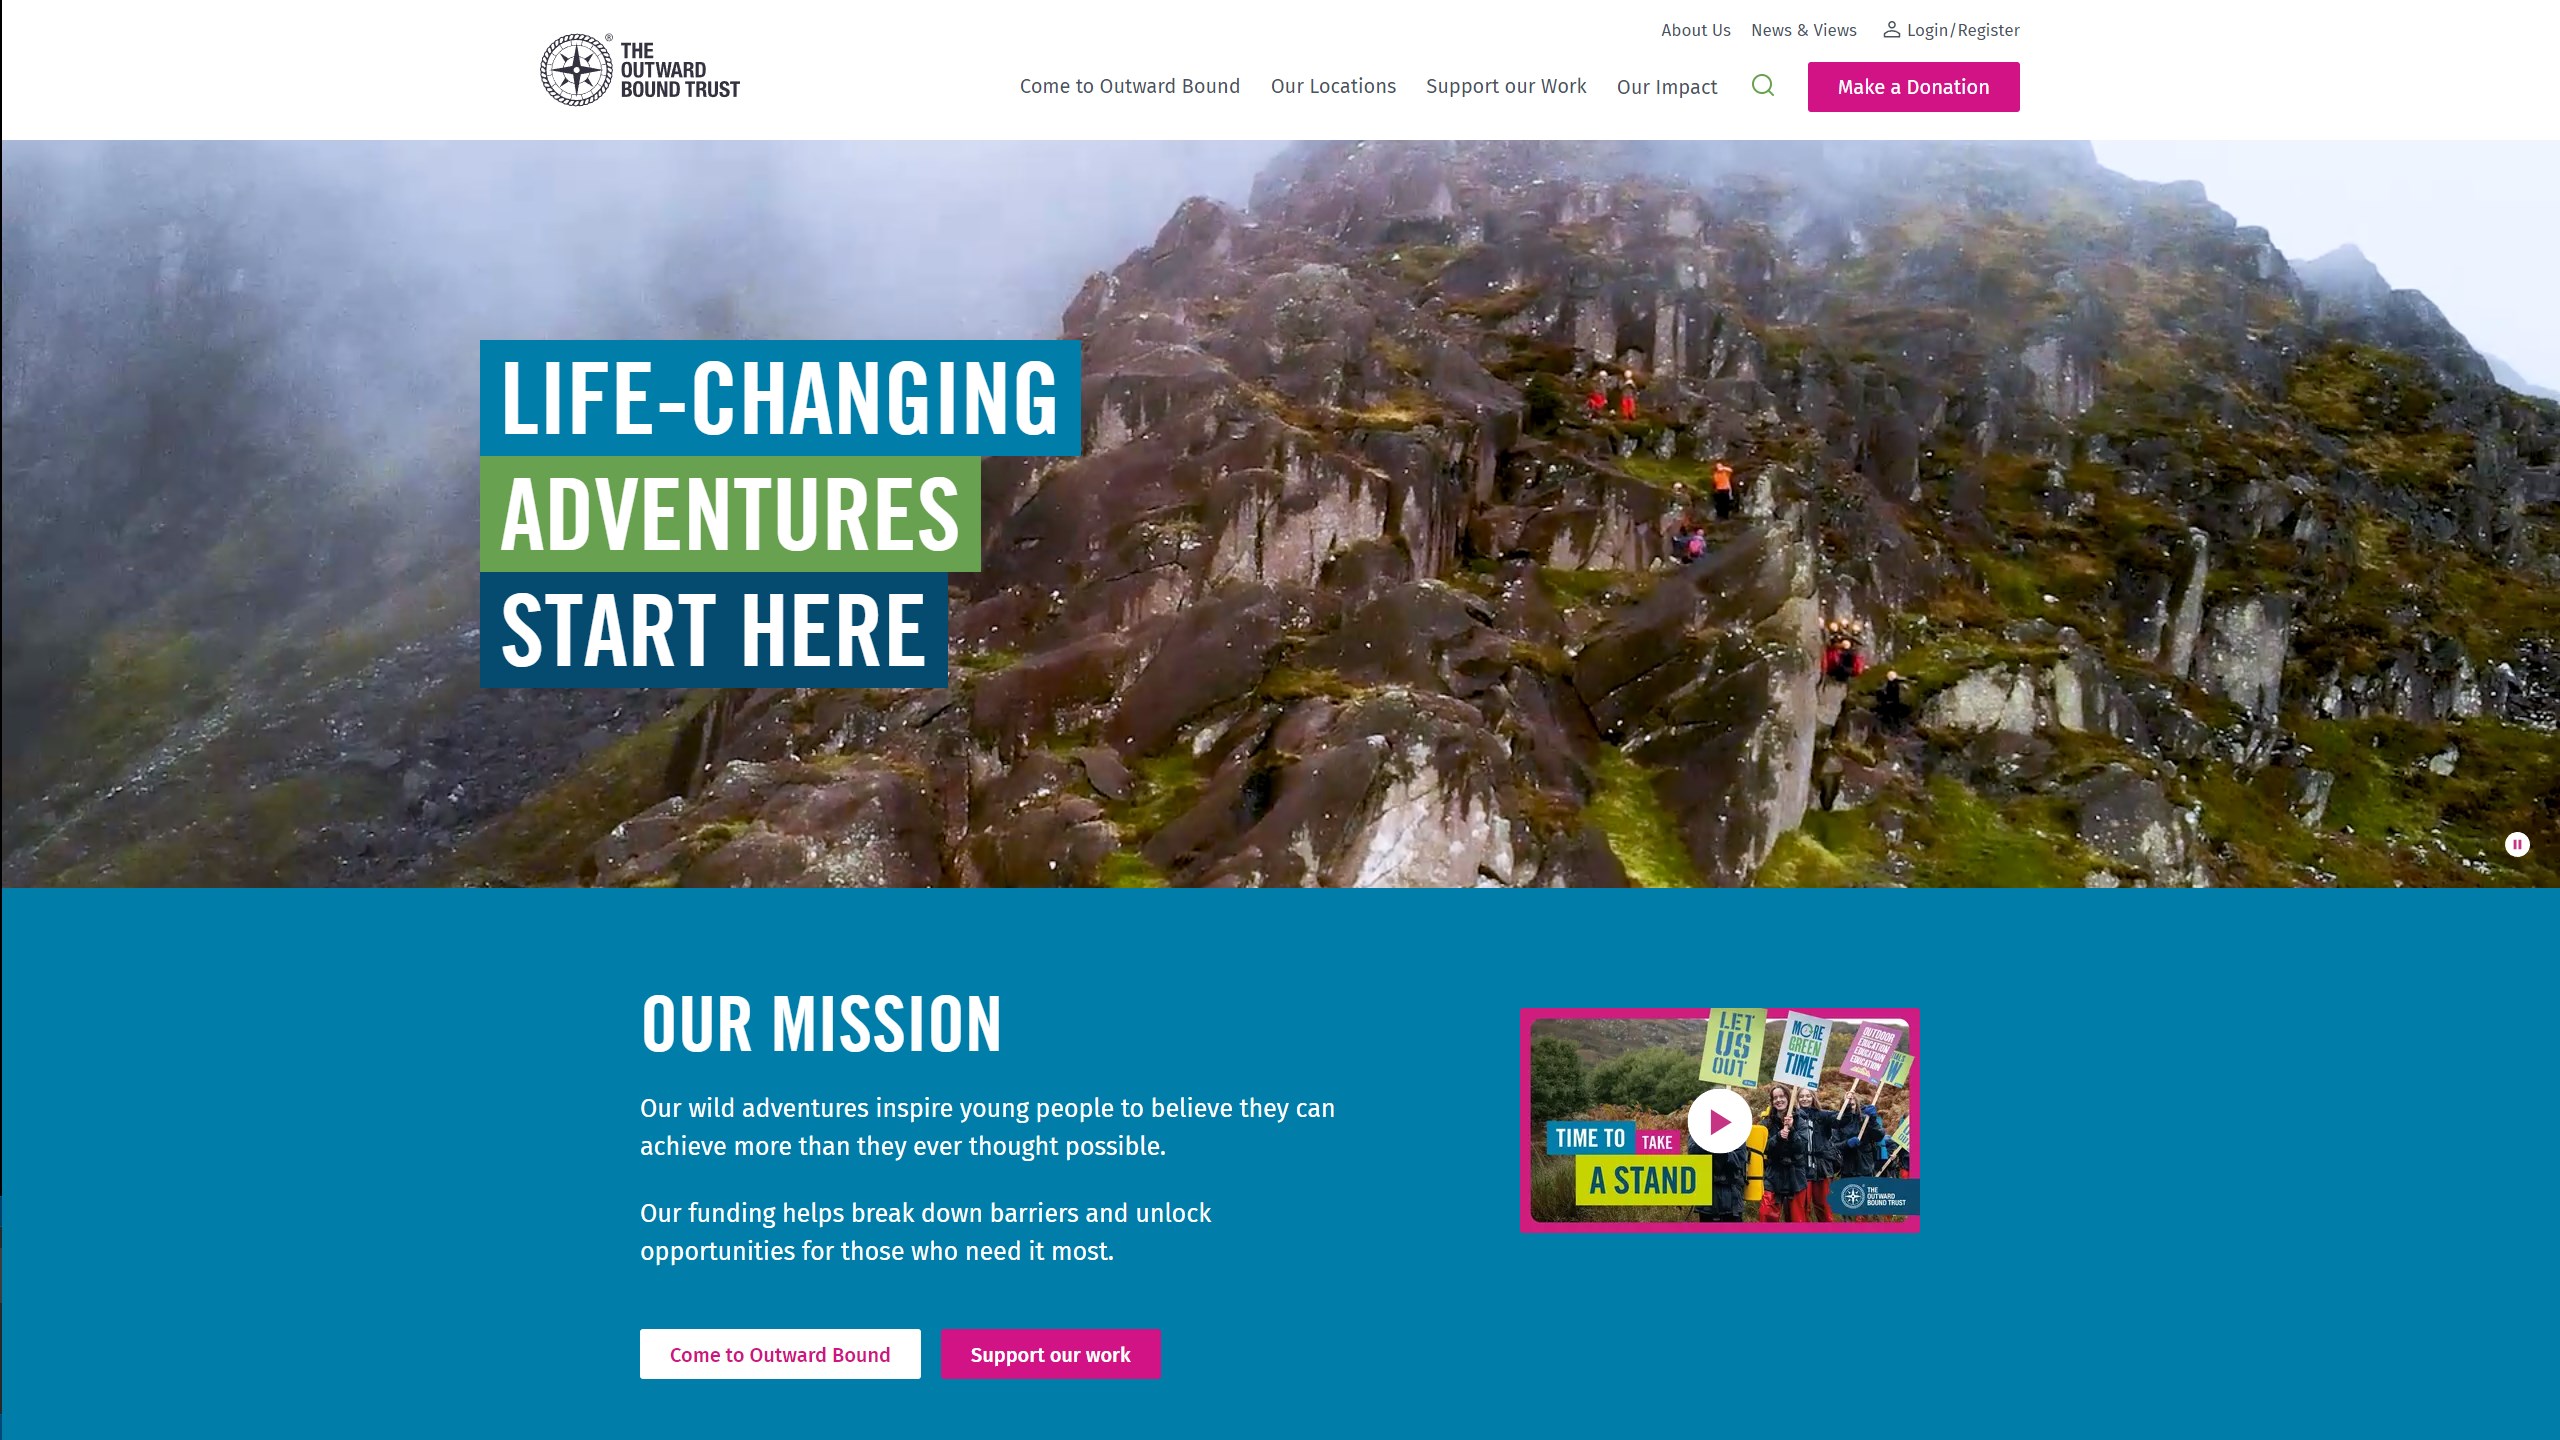 About Us News & Views Login/Register
THE
OUTWARD
BOUND TRUST
®
Come to Outward Bound Our Locations Support our Work Our Impact Make a Donation
LIFE-CHANGING
ADVENTURES
START HERE
OUR MISSION
Our wild adventures inspire young people to believe they can
achieve more than they ever thought possible.
Our funding helps break down barriers and unlock
opportunities for those who need it most.
Come to Outward Bound Support our work
LET
US
OUT
MORE
GREEN
TIME
OUTDOOR
EDUCATION
EDUCATION
EDUCATION
TIME TO TAKE
A STAND
THE
OUTWARD
BOUND TRUST